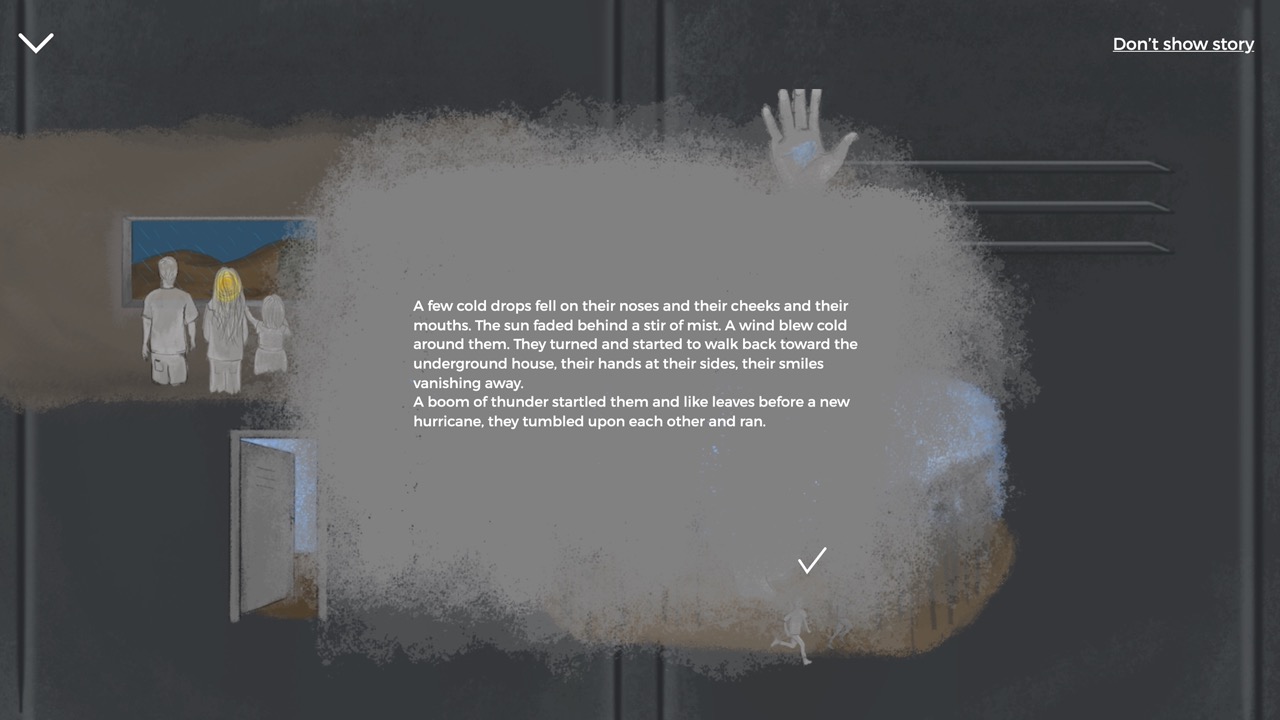 Don’t show story
A few cold drops fell on their noses and their cheeks and their
mouths. The sun faded behind a stir of mist. A wind blew cold
around them. They turned and started to walk back toward the
underground house, their hands at their sides, their smiles
vanishing away.
A boom of thunder startled them and like leaves before a new
hurricane, they tumbled upon each other and ran.